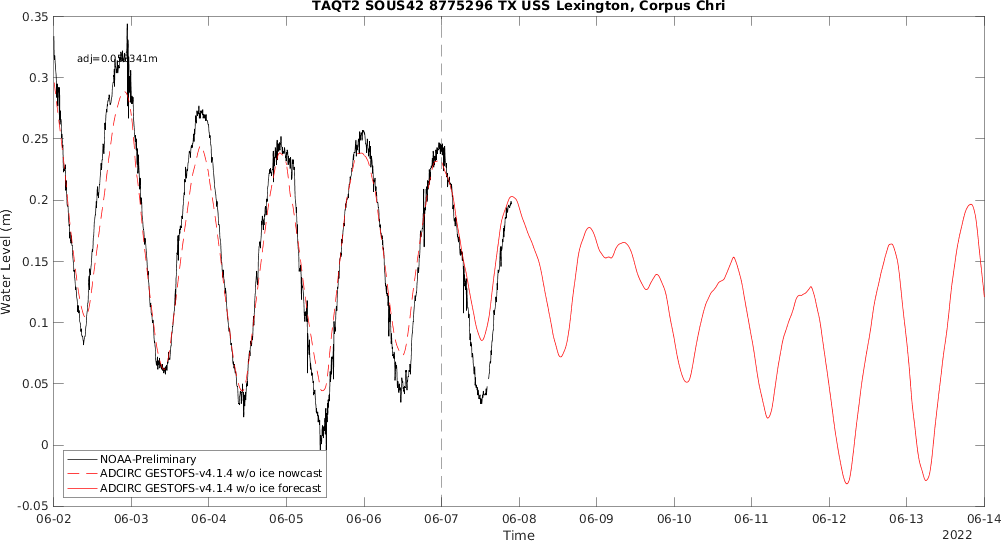 TAQT2 SOUS42 8775296 TX USS Lexington, Corpus Chri
0.35
0.3
0.25
0.2
0.15
0.1
0.05
0
-0.05
Water Level (m)
NOAA-Preliminary
ADCIRC GESTOFS-v4.1.4 w/o ice nowcast
ADCIRC GESTOFS-v4.1.4 w/o ice forecast
06-02 06-03 06-04 06-05 06-06 06-07 06-08 06-09 06-10 06-11 06-12 06-13 06-14
Time
2022